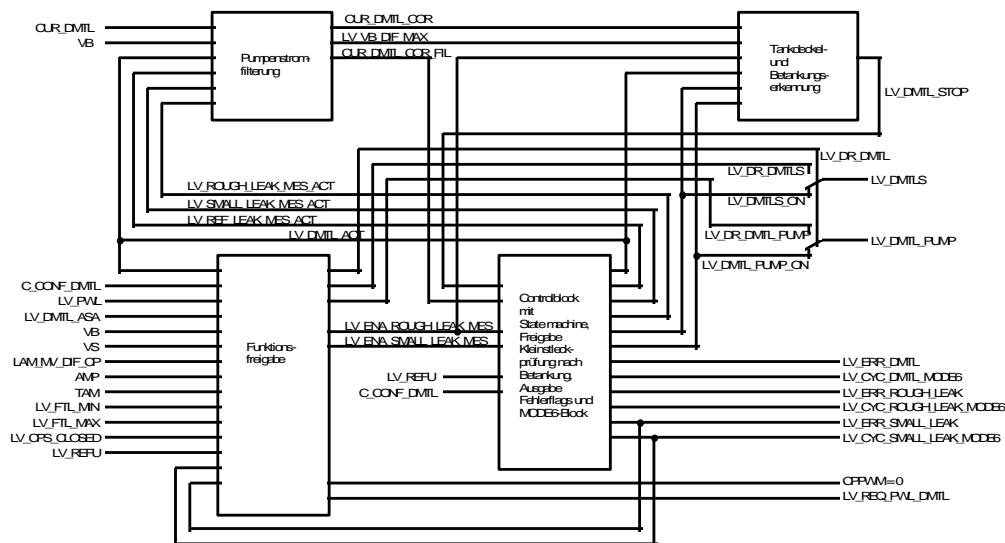 CUR_DMTL
VB
Pumpenstrom-
filterung
CUR_DMTL_COR
LV_VB_DIF_MAX
CUR_DMTL_COR_FIL
Tankdeckel-
und
Betankungs-
erkennung
LV_DMTL_STOP
LV_DR_DMTL
LV_DR_DMTLS
LV_DMTLS
LV_DMTLS_ON
LV_DR_DMTL_PUMP
LV_DMTL_PUMP
LV_DMTL_PUMP_ON
LV_ROUGH_LEAK_MES_ACT
LV_SMALL_LEAK_MES_ACT
LV_REF_LEAK_MES_ACT
LV_DMTL_ACT
C_CONF_DMTL
LV_PWL
LV_DMTL_ASA
VB
VS
LAM_MV_DIF_CP
AMP
TAM
LV_FTL_MIN
LV_FTL_MAX
LV_CPS_CLOSED
LV_REFU
Funktions-
freigabe
LV_ENA_ROUGH_LEAK_MES
LV_ENA_SMALL_LEAK_MES
LV_REFU
C_CONF_DMTL
Controlblock
mit
State machine,
Freigabe
Kleinstleck-
prüfung nach
Betankung,
Ausgabe
Fehlerflags und
MODE6-Block
LV_ERR_DMTL
LV_CYC_DMTL_MODE6
LV_ERR_ROUGH_LEAK
LV_CYC_ROUGH_LEAK_MODE6
LV_ERR_SMALL_LEAK
LV_CYC_SMALL_LEAK_MODE6
CPPWM=0
LV_REQ_PWL_DMTL